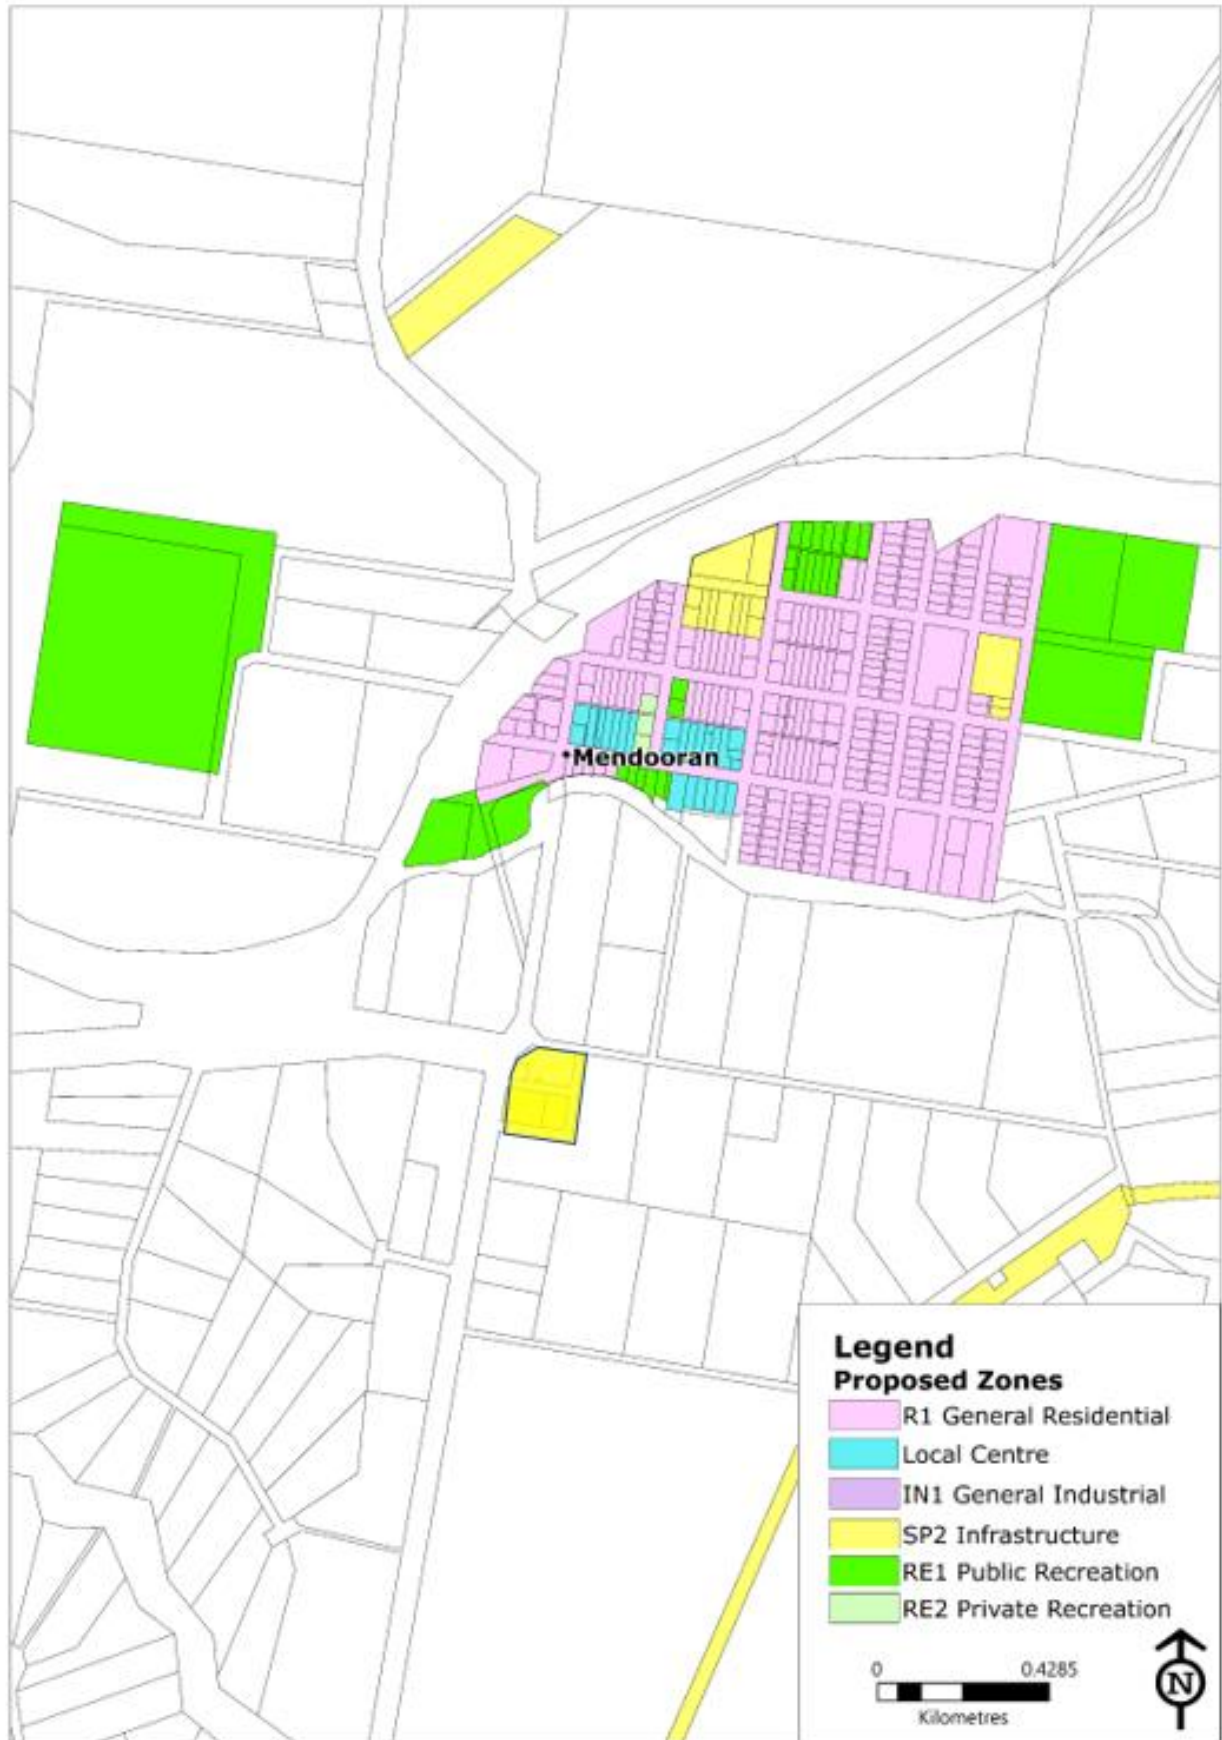 Mendooran
Legend
Proposed Zones
R1 General Residential
Local Centre
IN1 General Industrial
SP2 Infrastructure
RE1 Public Recreation
RE2 Private Recreation
0 0.4285
Kilometres
N